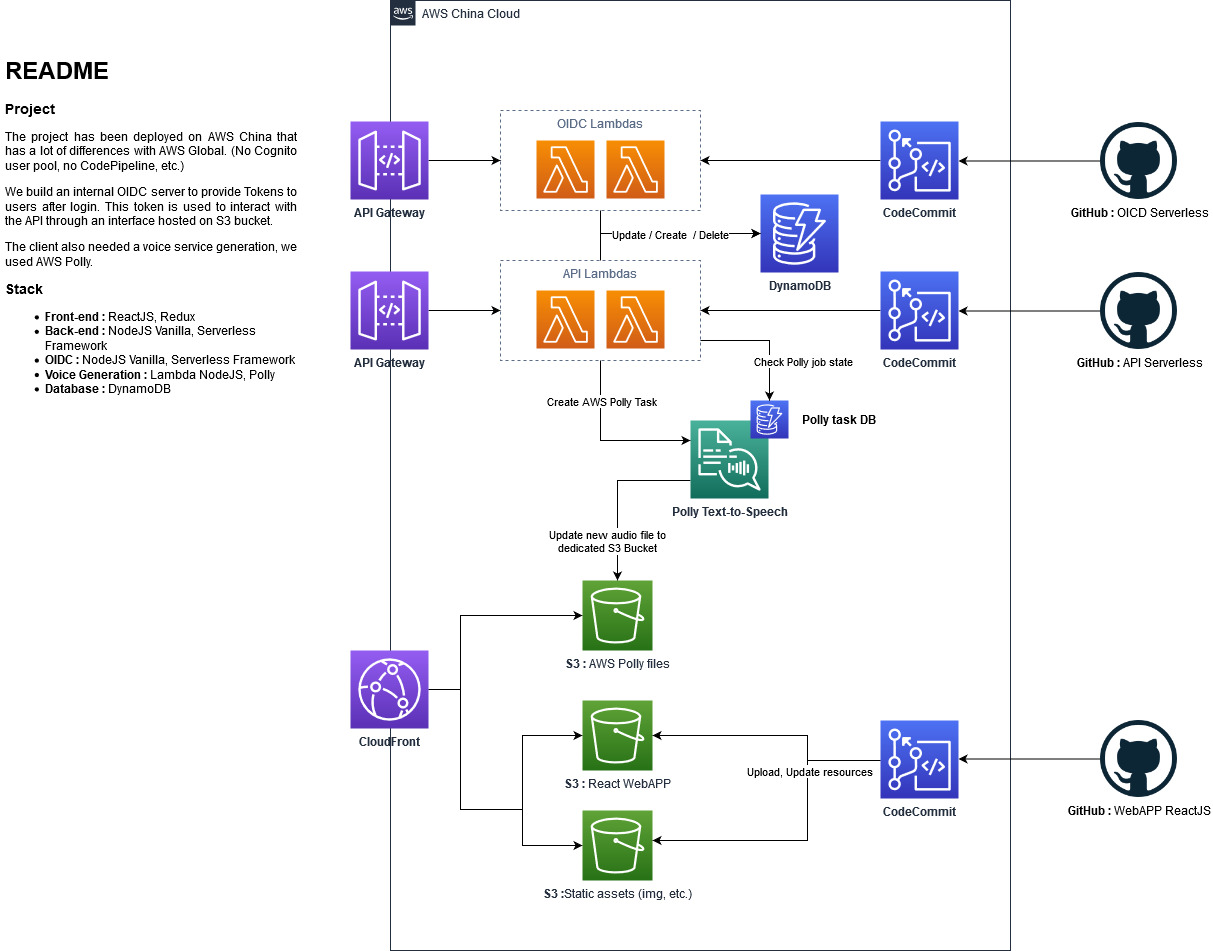 aws
AWS China Cloud
README
Project
The project has been deployed on AWS China that
has a lot of differences with AWS Global. (No Cognito
user pool, no CodePipeline, etc.)
We build an internal OIDC server to provide Tokens to
users after login. This token is used to interact with
the API through an interface hosted on S3 bucket.
The client also needed a voice service generation, we
used AWS Polly.
Stack
• Front-end : ReactJS, Redux
• Back-end : NodeJS Vanilla, Serverless
Framework
• OIDC : NodeJS Vanilla, Serverless Framework
• Voice Generation : Lambda NodeJS, Polly
• Database : DynamoDB
OIDC Lambdas
API Gateway
CodeCommit
GitHub : OICD Serverless
Update / Create / Delete
DynamoDB
API Lambdas
API Gateway
CodeCommit
GitHub : API Serverless
Check Polly job state
Create AWS Polly Task
Polly task DB
Polly Text-to-Speech
Update new audio file to
dedicated S3 Bucket
S3 : AWS Polly files
CloudFront
S3 : React WebAPP
Upload, Update resources
CodeCommit
GitHub : WebAPP ReactJS
S3 :Static assets (img, etc.)